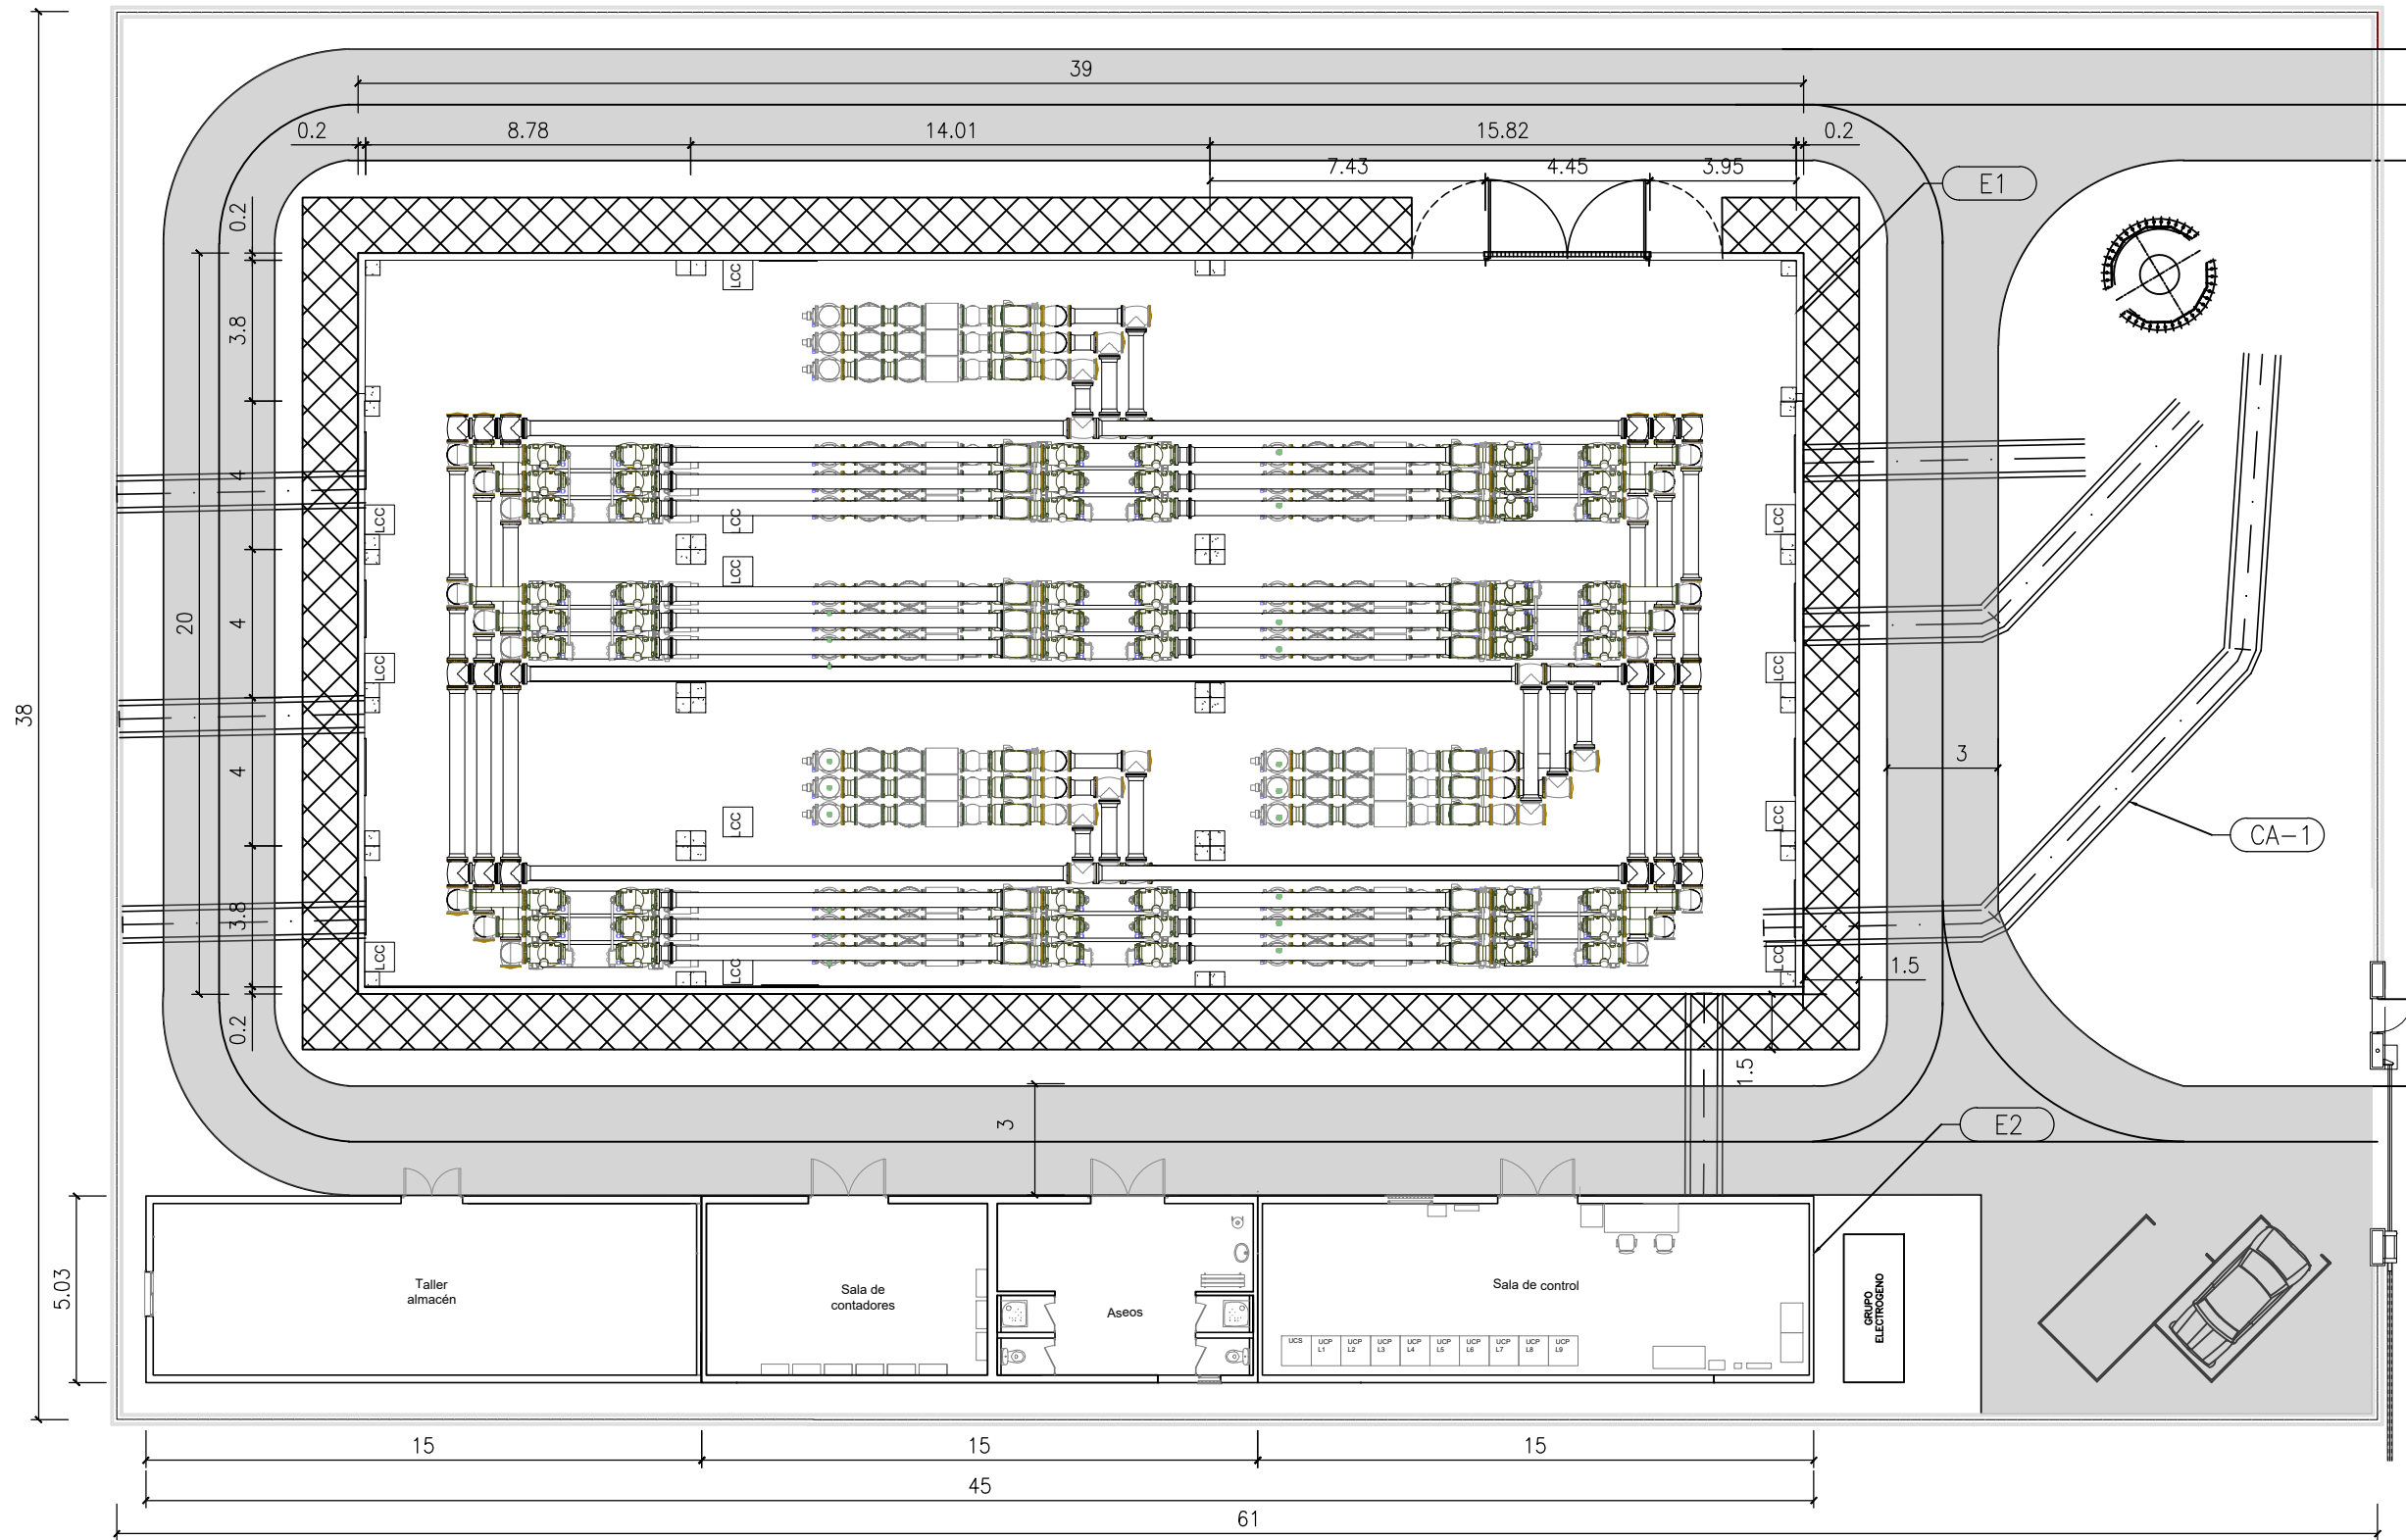 39
0.2
8.78
14.01
15.82
0.2
7.43
4.45
3.95
E1
0.2
LCC
3.8
4
LCC
LCC
LCC
LCC
20
4
38
LCC
LCC
4
3
LCC
LCC
CA-1
3.8
LCC
LCC
LCC
1.5
0.2
1.5
3
E2
5.03
Taller
almacén
Sala de
contadores
Aseos
Sala de control
GRUPO
ELECTROGENO
UCS
UCP
L1
UCP
L2
UCP
L3
UCP
L4
UCP
L5
UCP
L6
UCP
L7
UCP
L8
UCP
L9
15
15
15
45
61